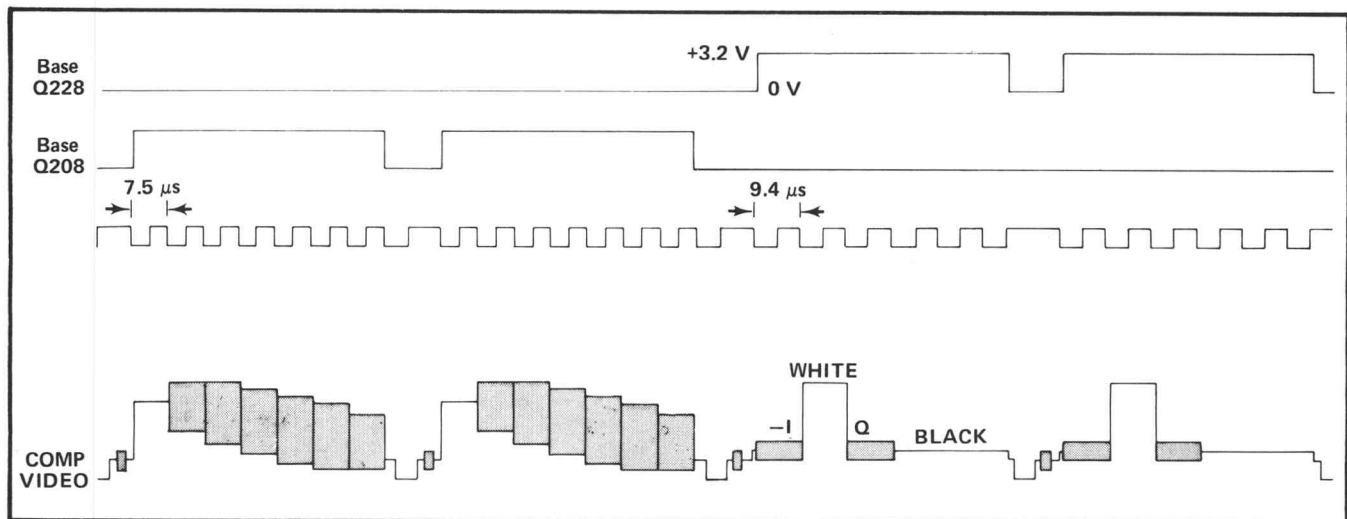 Base
Q228
+3.2 V
0 V
Base
Q208
7.5 µs
9.4 µs
WHITE
–I
Q
BLACK
COMP
VIDEO